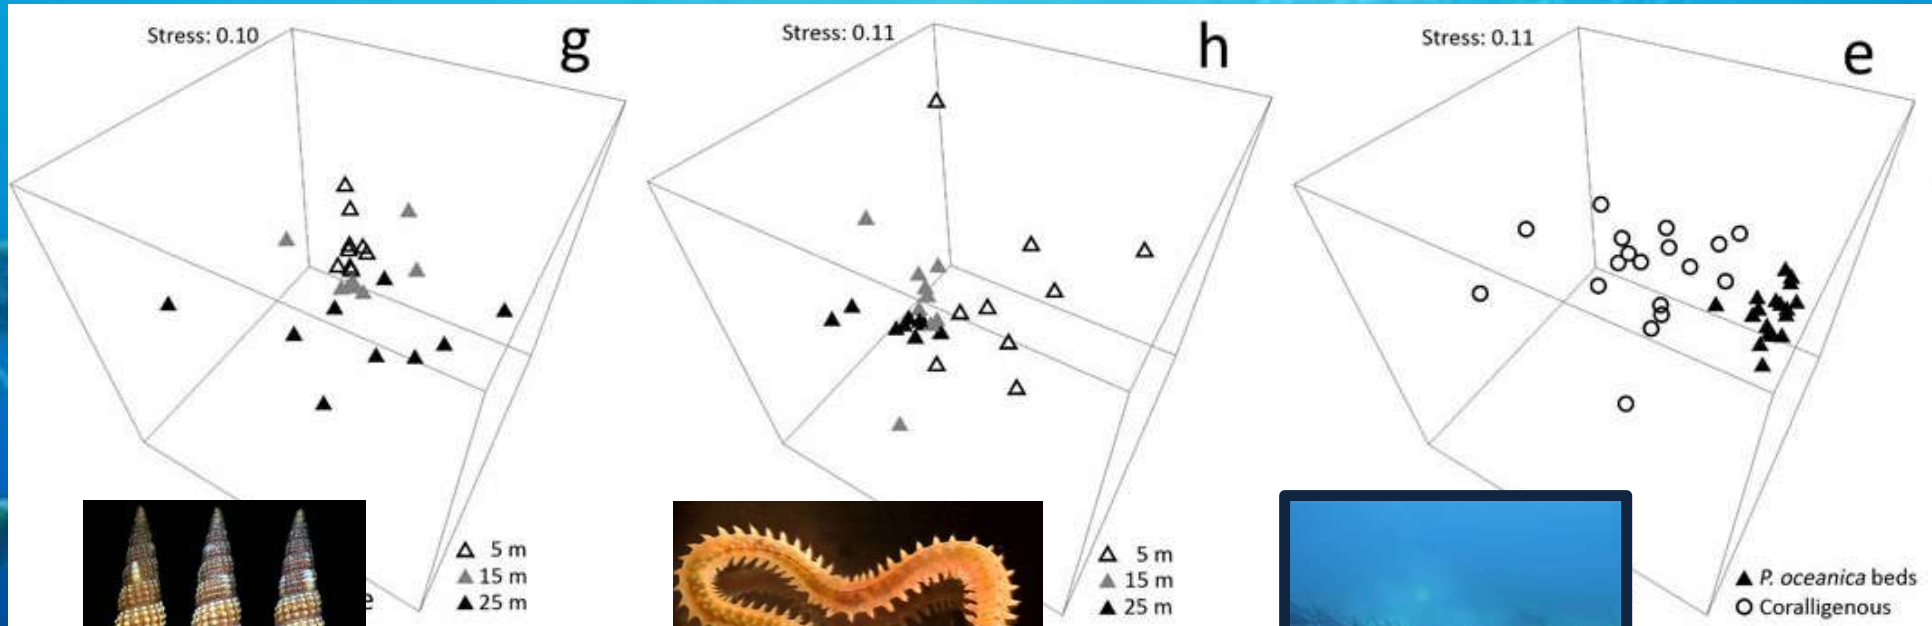 Stress: 0.10
g
5 m
15 m
25 m
e
Stress: 0.11
h
5 m
15 m
25 m
Stress: 0.11
e
P. oceanica beds
Coralligenous